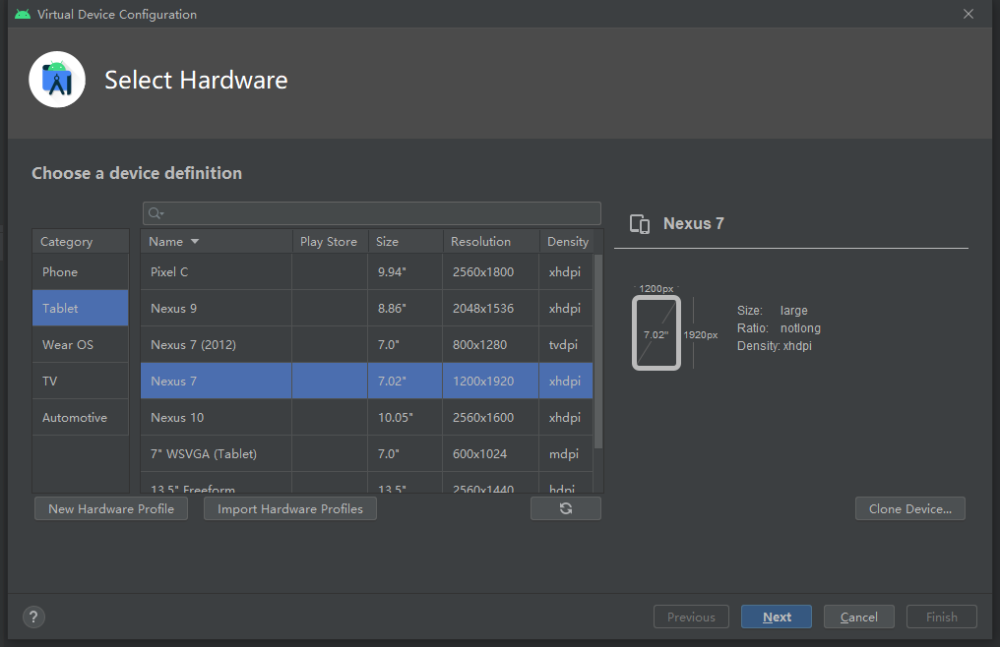 Virtual Device Configuration
Select Hardware
Choose a device definition
Category
Phone
Tablet
Wear OS
TV
Automotive
Name Play Store Size Resolution Density
Pixel C 9.94" 2560x1800 xhdpi
Nexus 9 8.86" 2048x1536 xhdpi
Nexus 7 (2012) 7.0" 800x1280 tvdpi
Nexus 7 7.02" 1200x1920 xhdpi
Nexus 10 10.05" 2560x1600 xhdpi
7" WSVGA (Tablet) 7.0" 600x1024 mdpi
13.5" Freeform 13.5" 2560x1440 hdpi
New Hardware Profile
Import Hardware Profiles
Nexus 7
1200px
7.02"
1920px
Size: large
Ratio: notlong
Density: xhdpi
Clone Device...
?
Previous
Next
Cancel
Finish